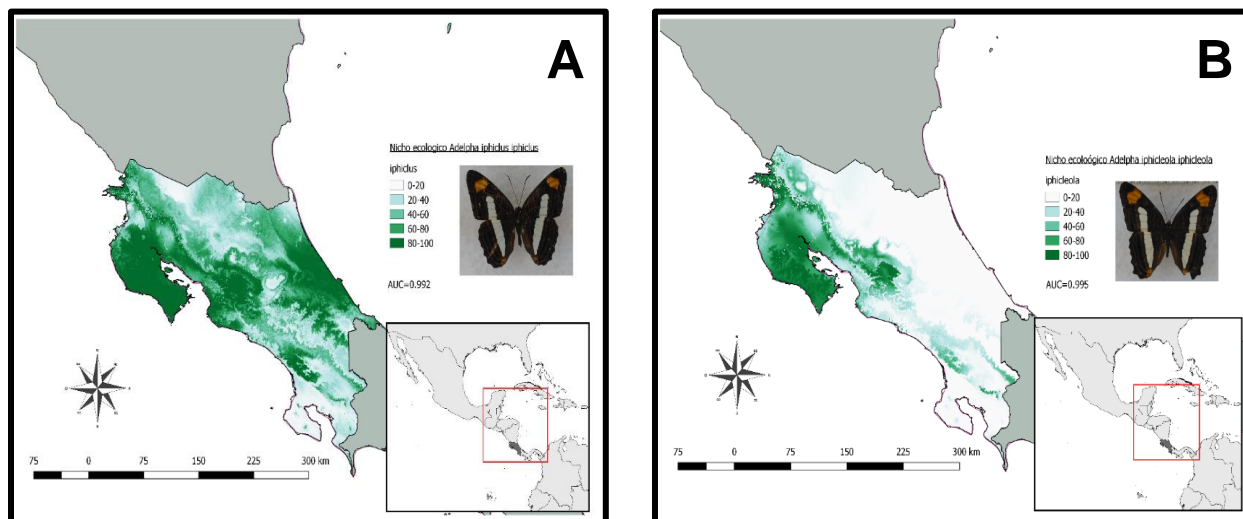 A
Nicho ecologico Adelpha iphiclus iphiclus
iphiclus
0-20
20-40
40-60
60-80
80-100
AUC=0.992
75 0 75 150 225 300 km
B
Nicho ecoloógico Adelpha iphicleola iphicleola
iphicleola
0-20
20-40
40-60
60-80
80-100
AUC=0.995
75 0 75 150 225 300 km